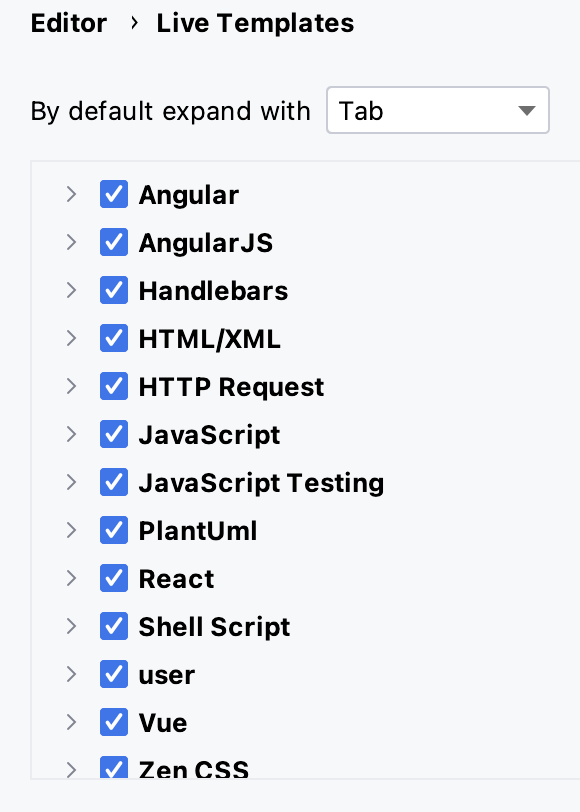 Editor › Live Templates
By default expand with Tab
Angular
AngularJS
Handlebars
HTML/XML
HTTP Request
JavaScript
JavaScript Testing
PlantUml
React
Shell Script
user
Vue
Zen CSS